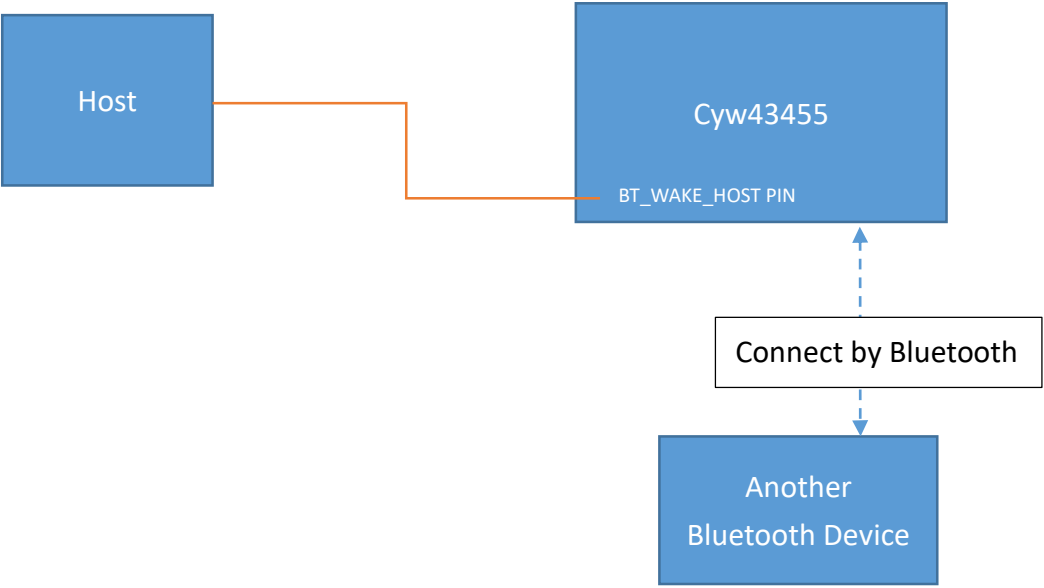 Host
Cyw43455
BT_WAKE_HOST PIN
Connect by Bluetooth
Another
Bluetooth Device